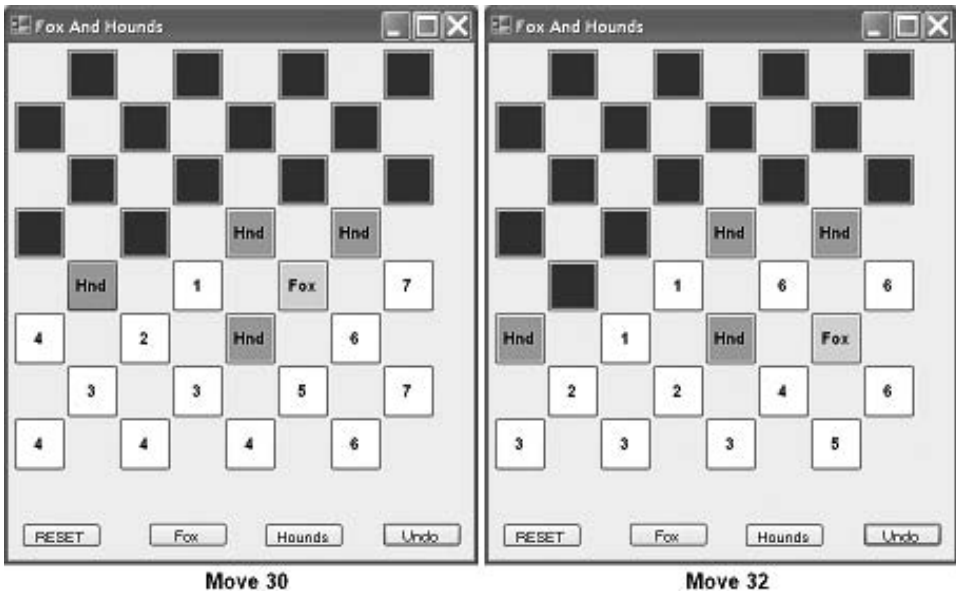 Fox And Hounds
Hnd Hnd
Hnd 1 Fox 7
4 2 Hnd 6
3 3 5 7
4 4 4 6
RESET Fox Hounds Undo
Move 30
Fox And Hounds
Hnd Hnd
1 6 6
Hnd 1 Hnd Fox
2 2 4 6
3 3 3 5
RESET Fox Hounds Undo
Move 32